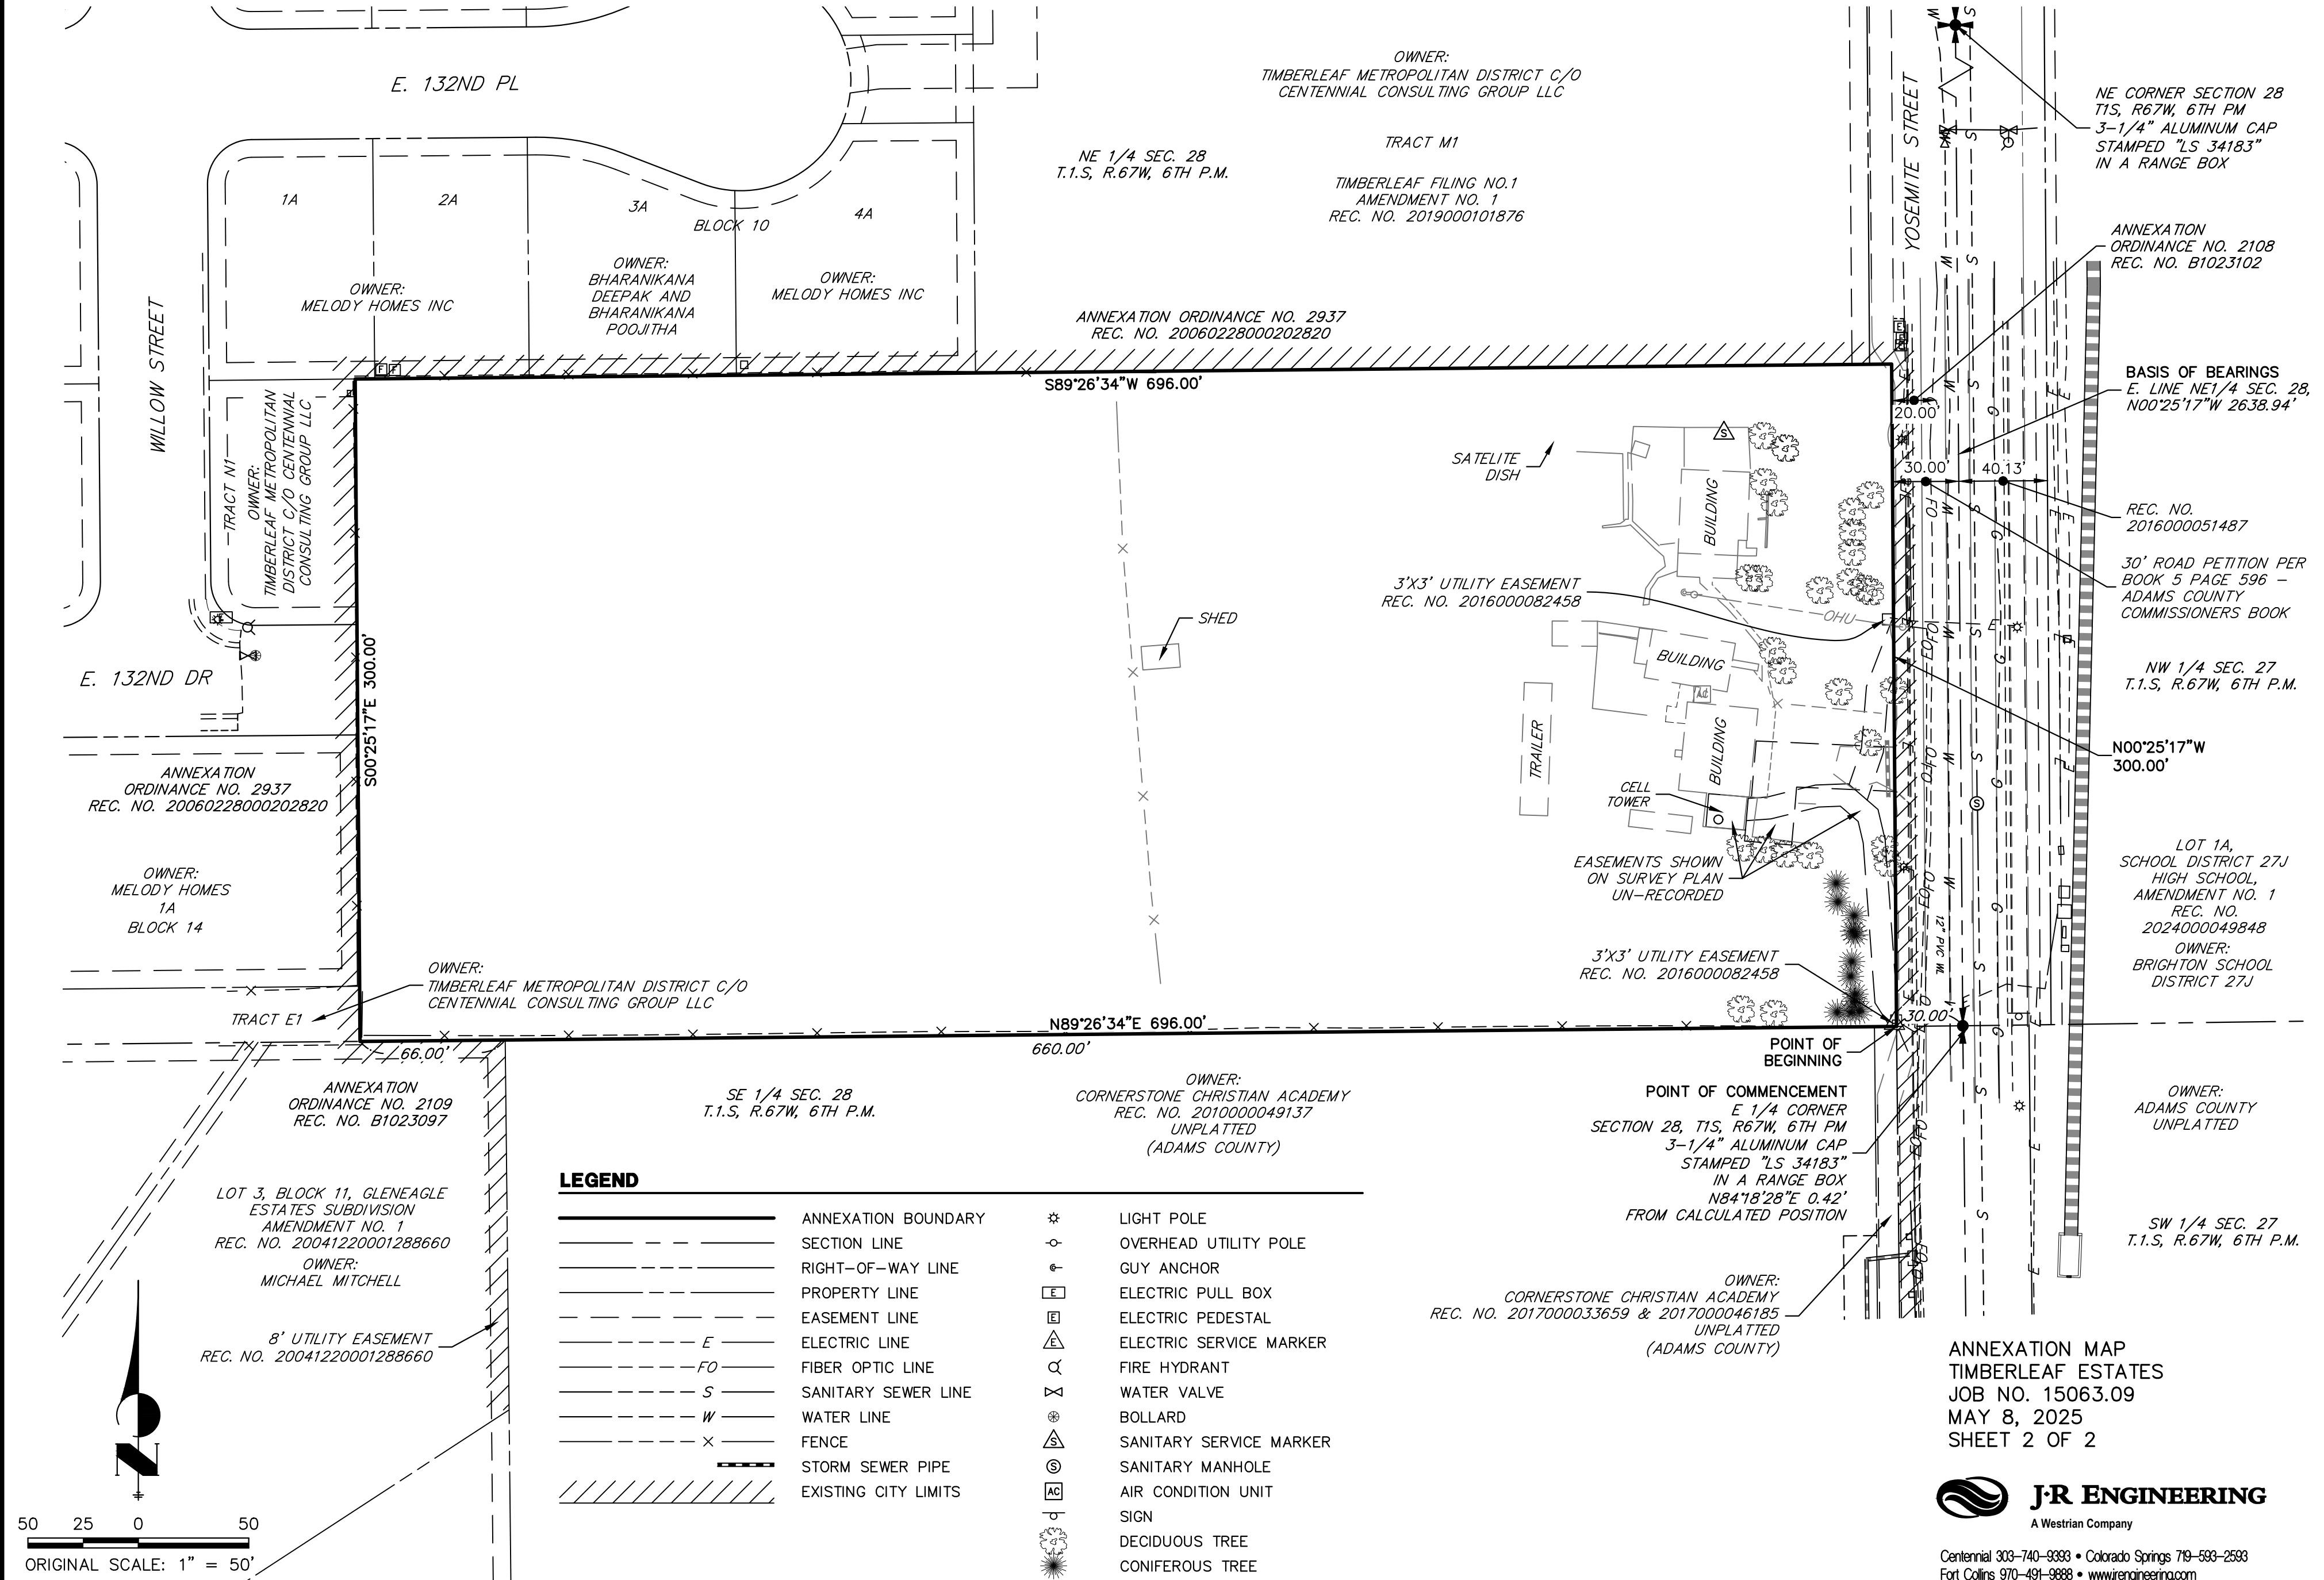 E. 132ND PL
OWNER:
TIMBERLEAF METROPOLITAN DISTRICT C/O
CENTENNIAL CONSULTING GROUP LLC
TRACT M1
TIMBERLEAF FILING NO.1
AMENDMENT NO. 1
REC. NO. 2019000101876
NE 1/4 SEC. 28
T.1.S, R.67W, 6TH P.M.
YOSEMITE STREET
NE CORNER SECTION 28
T1S, R67W, 6TH PM
3-1/4" ALUMINUM CAP
STAMPED "LS 34183"
IN A RANGE BOX
1A
2A
3A
4A
BLOCK 10
OWNER:
MELODY HOMES INC
OWNER:
BHARANIKANA
DEEPAK AND
BHARANIKANA
POOJITHA
OWNER:
MELODY HOMES INC
WILLOW STREET
ANNEXATION
ORDINANCE NO. 2108
REC. NO. B1023102
ANNEXATION ORDINANCE NO. 2937
REC. NO. 20060228000202820
S89°26'34"W 696.00'
BASIS OF BEARINGS
E. LINE NE1/4 SEC. 28,
N00°25'17"W 2638.94'
20.00'
30.00'
40.13'
TRACT N1
OWNER:
TIMBERLEAF METROPOLITAN
DISTRICT C/O CENTENNIAL
CONSULTING GROUP LLC
SATELITE
DISH
BUILDING
REC. NO.
2016000051487
30' ROAD PETITION PER
BOOK 5 PAGE 596 -
ADAMS COUNTY
COMMISSIONERS BOOK
3'X3' UTILITY EASEMENT
REC. NO. 2016000082458
OHU
SHED
BUILDING
AC
E. 132ND DR
S00°25'17"E 300.00'
NW 1/4 SEC. 27
T.1.S, R.67W, 6TH P.M.
TRAILER
BUILDING
N00°25'17"W
300.00'
ANNEXATION
ORDINANCE NO. 2937
REC. NO. 20060228000202820
CELL
TOWER
EASEMENTS SHOWN
ON SURVEY PLAN
UN-RECORDED
OWNER:
MELODY HOMES
1A
BLOCK 14
12" PVC WL
LOT 1A,
SCHOOL DISTRICT 27J
HIGH SCHOOL,
AMENDMENT NO. 1
REC. NO.
2024000049848
OWNER:
BRIGHTON SCHOOL
DISTRICT 27J
3'X3' UTILITY EASEMENT
REC. NO. 2016000082458
OWNER:
TIMBERLEAF METROPOLITAN DISTRICT C/O
CENTENNIAL CONSULTING GROUP LLC
TRACT E1
N89°26'34"E 696.00'
30.00'
66.00'
660.00'
POINT OF
BEGINNING
ANNEXATION
ORDINANCE NO. 2109
REC. NO. B1023097
SE 1/4 SEC. 28
T.1.S, R.67W, 6TH P.M.
OWNER:
CORNERSTONE CHRISTIAN ACADEMY
REC. NO. 2010000049137
UNPLATTED
(ADAMS COUNTY)
POINT OF COMMENCEMENT
E 1/4 CORNER
SECTION 28, T1S, R67W, 6TH PM
3-1/4" ALUMINUM CAP
STAMPED "LS 34183"
IN A RANGE BOX
N84°18'28"E 0.42'
FROM CALCULATED POSITION
OWNER:
ADAMS COUNTY
UNPLATTED
LOT 3, BLOCK 11, GLENEAGLE
ESTATES SUBDIVISION
AMENDMENT NO. 1
REC. NO. 20041220001288660
OWNER:
MICHAEL MITCHELL
8' UTILITY EASEMENT
REC. NO. 20041220001288660
SW 1/4 SEC. 27
T.1.S, R.67W, 6TH P.M.
OWNER:
CORNERSTONE CHRISTIAN ACADEMY
REC. NO. 2017000033659 & 2017000046185
UNPLATTED
(ADAMS COUNTY)
LEGEND
ANNEXATION BOUNDARY
SECTION LINE
RIGHT-OF-WAY LINE
PROPERTY LINE
EASEMENT LINE
E ELECTRIC LINE
FO FIBER OPTIC LINE
S SANITARY SEWER LINE
W WATER LINE
FENCE
STORM SEWER PIPE
EXISTING CITY LIMITS
LIGHT POLE
OVERHEAD UTILITY POLE
GUY ANCHOR
E ELECTRIC PULL BOX
E ELECTRIC PEDESTAL
E ELECTRIC SERVICE MARKER
FIRE HYDRANT
WATER VALVE
BOLLARD
S SANITARY SERVICE MARKER
S SANITARY MANHOLE
AC AIR CONDITION UNIT
SIGN
DECIDUOUS TREE
CONIFEROUS TREE
N
50 25 0 50
ORIGINAL SCALE: 1" = 50'
ANNEXATION MAP
TIMBERLEAF ESTATES
JOB NO. 15063.09
MAY 8, 2025
SHEET 2 OF 2
J·R ENGINEERING
A Westrian Company
Centennial 303-740-9393 • Colorado Springs 719-593-2593
Fort Collins 970-491-9888 • www.jrengineering.com